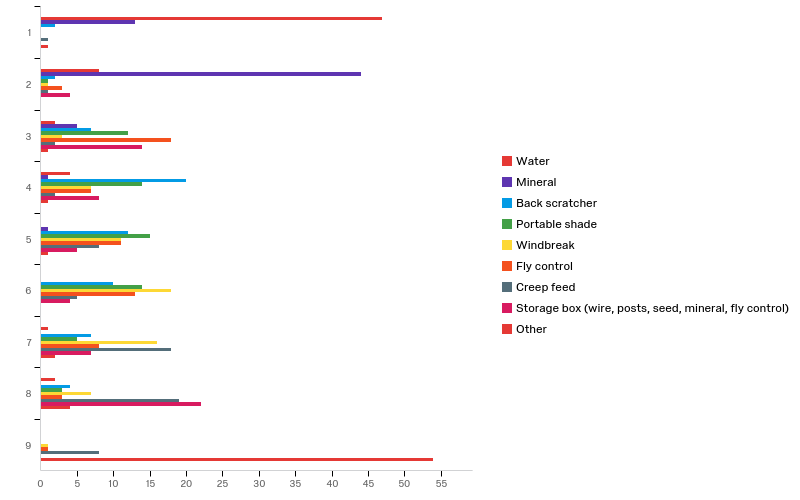 1
2
3
4
5
6
7
8
9
0 5 10 15 20 25 30 35 40 45 50 55
Water
Mineral
Back scratcher
Portable shade
Windbreak
Fly control
Creep feed
Storage box (wire, posts, seed, mineral, fly control)
Other